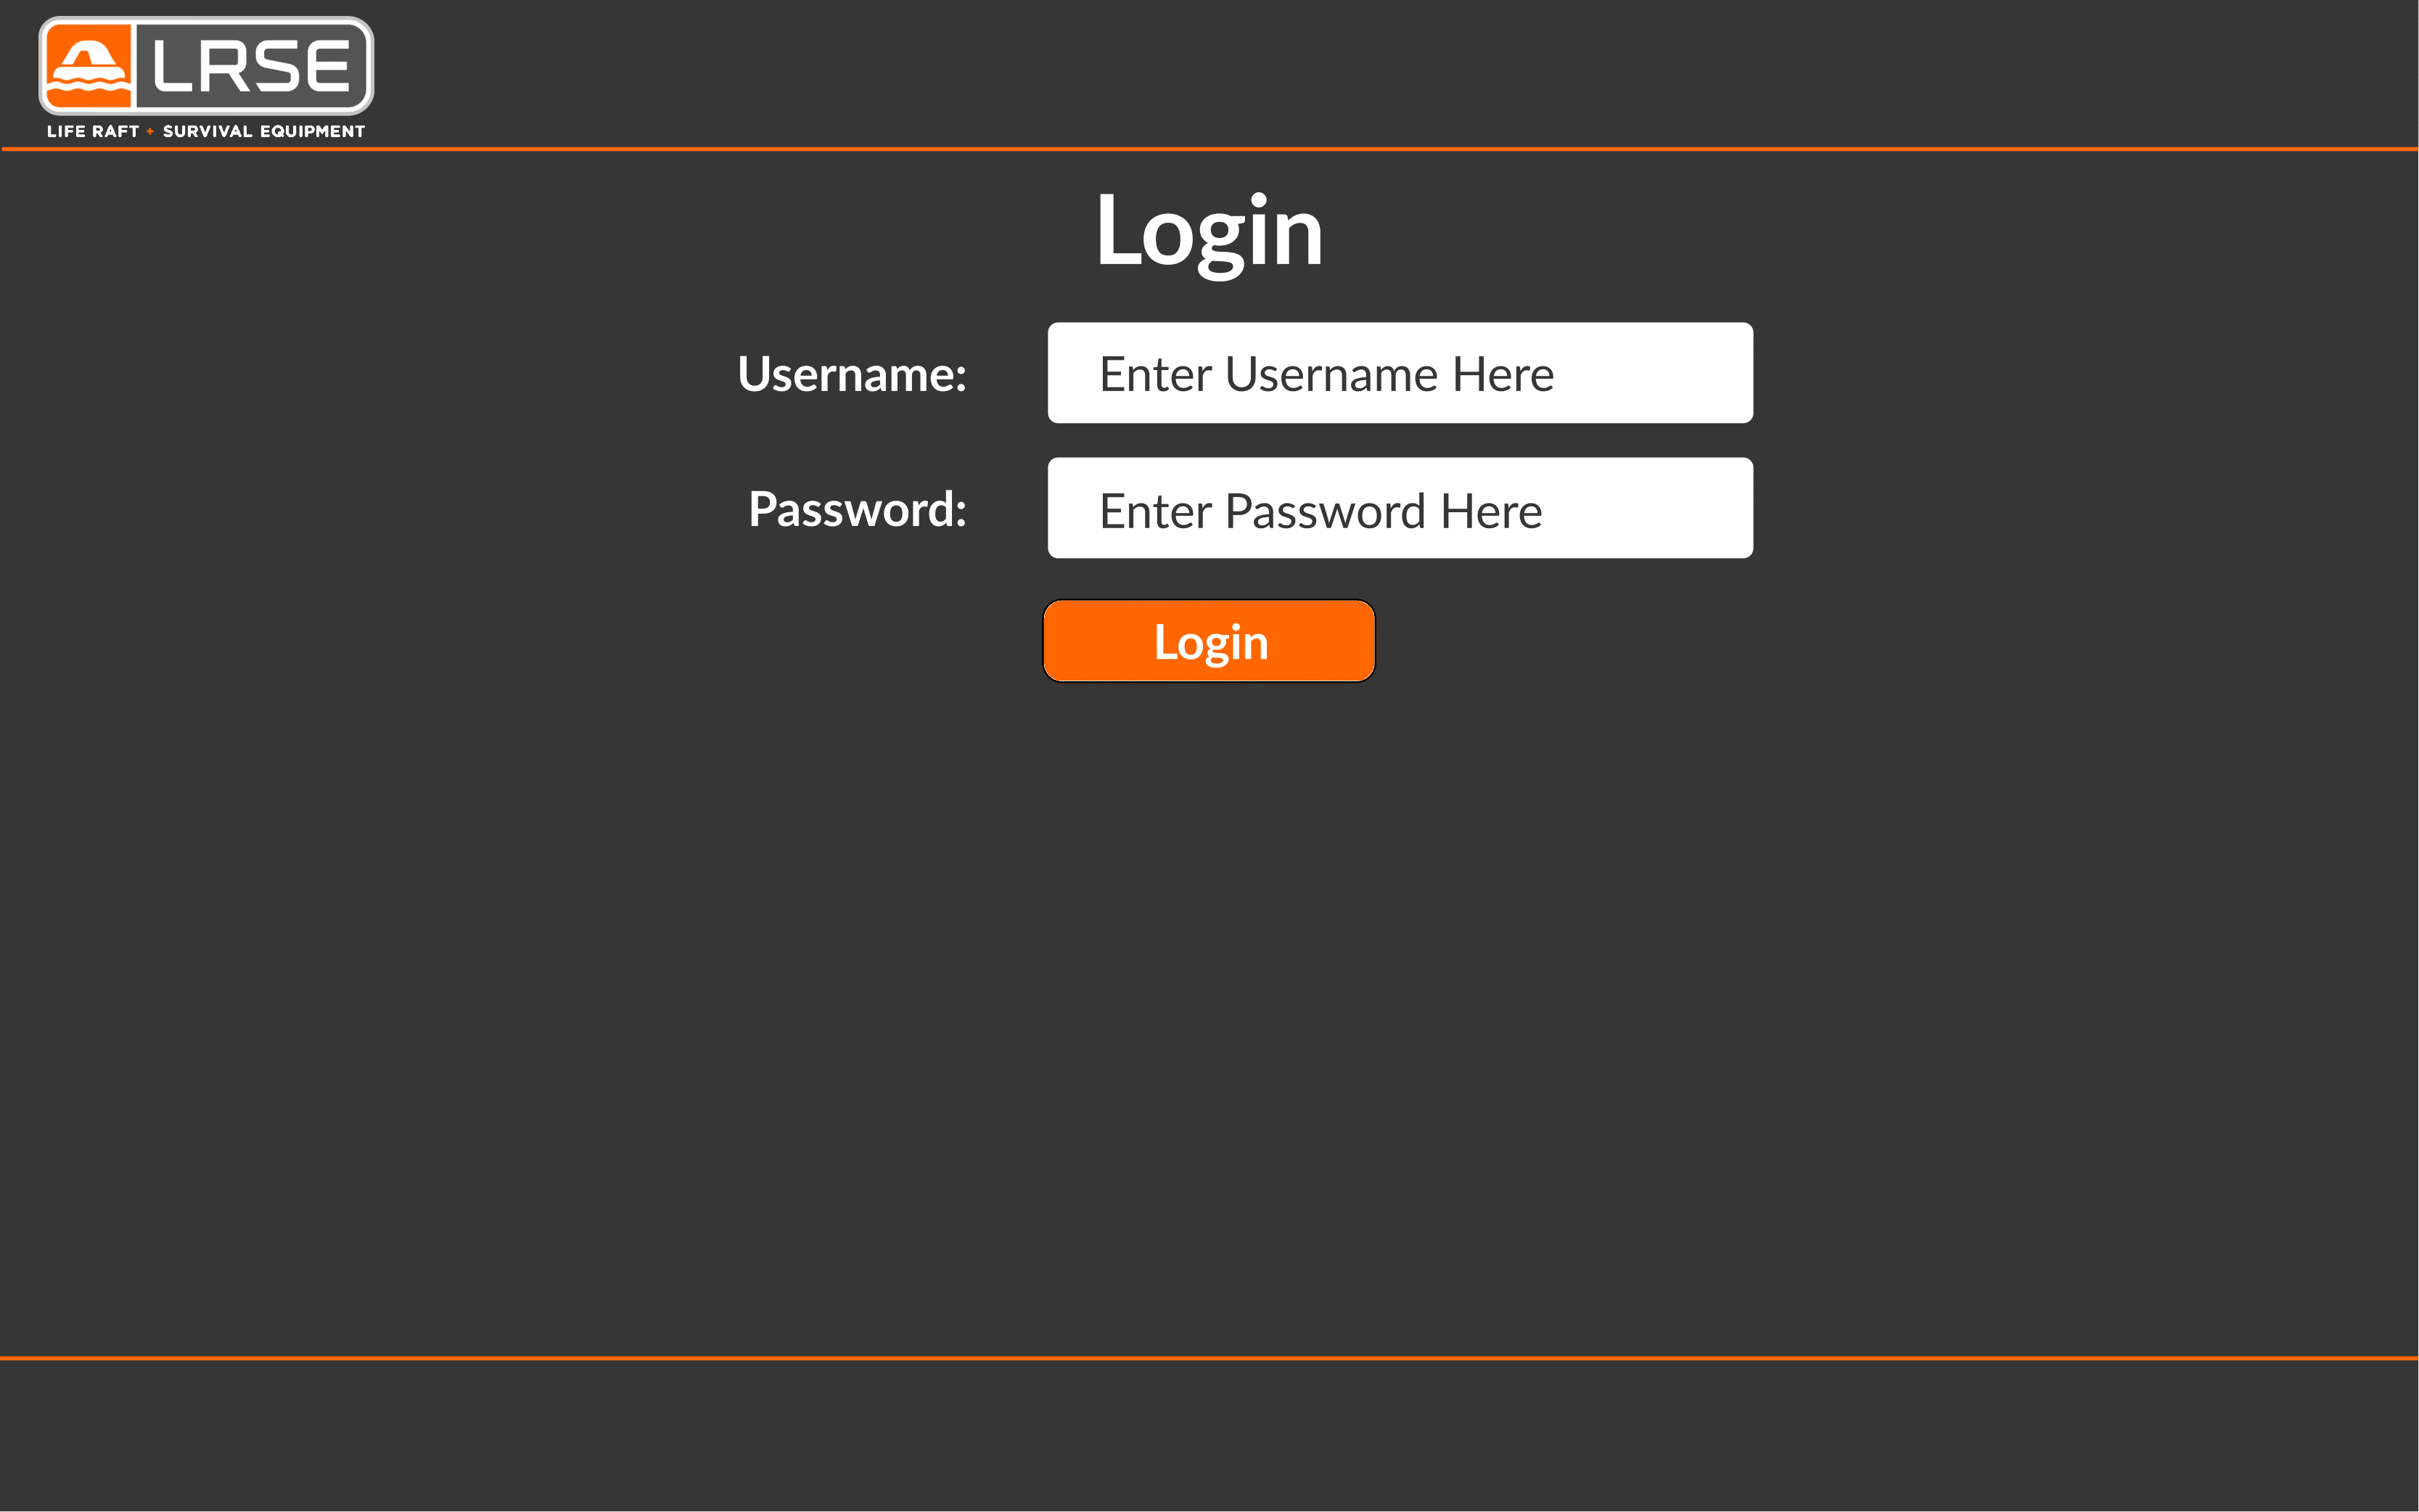 LRSE
LIFE RAFT + SURVIVAL EQUIPMENT
Login
Username: Enter Username Here
Password: Enter Password Here
Login